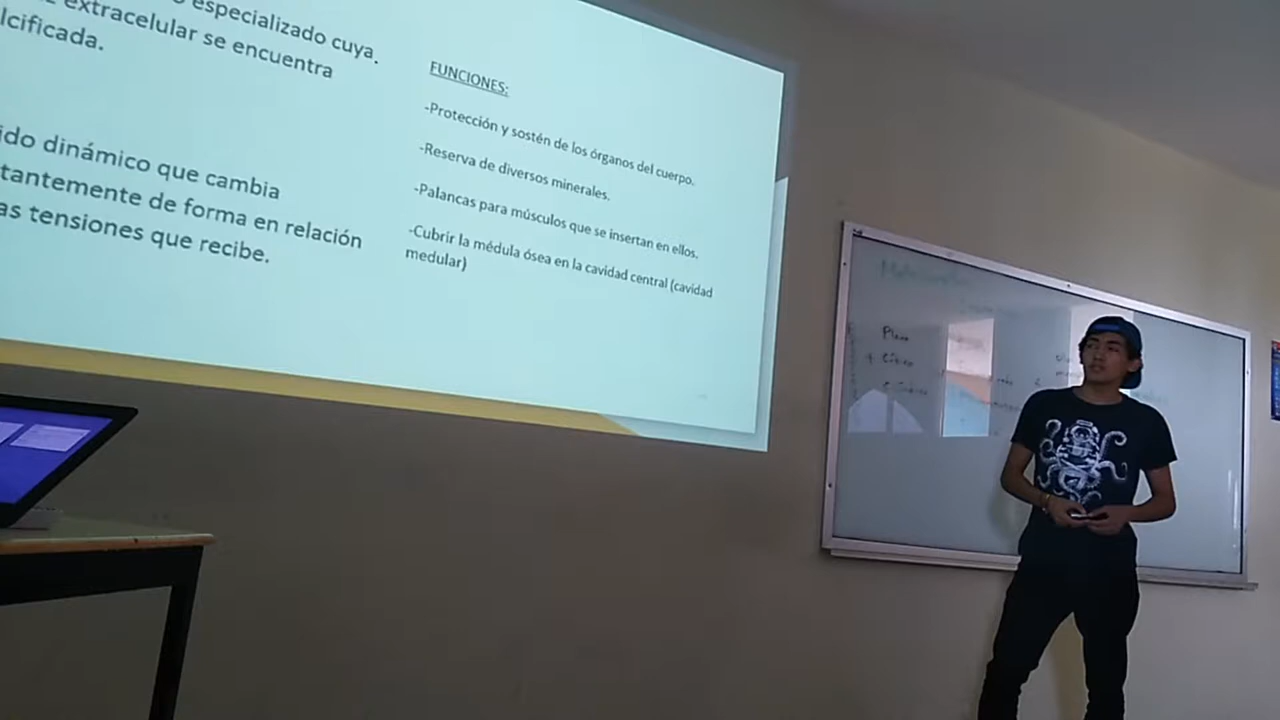 especializado cuya.
extracelular se encuentra
lcificada.
ido dinámico que cambia
tantemente de forma en relación
as tensiones que recibe.
FUNCIONES:
-Protección y sostén de los órganos del cuerpo.
-Reserva de diversos minerales.
-Palancas para músculos que se insertan en ellos.
-Cubrir la médula ósea en la cavidad central (cavidad
medular)